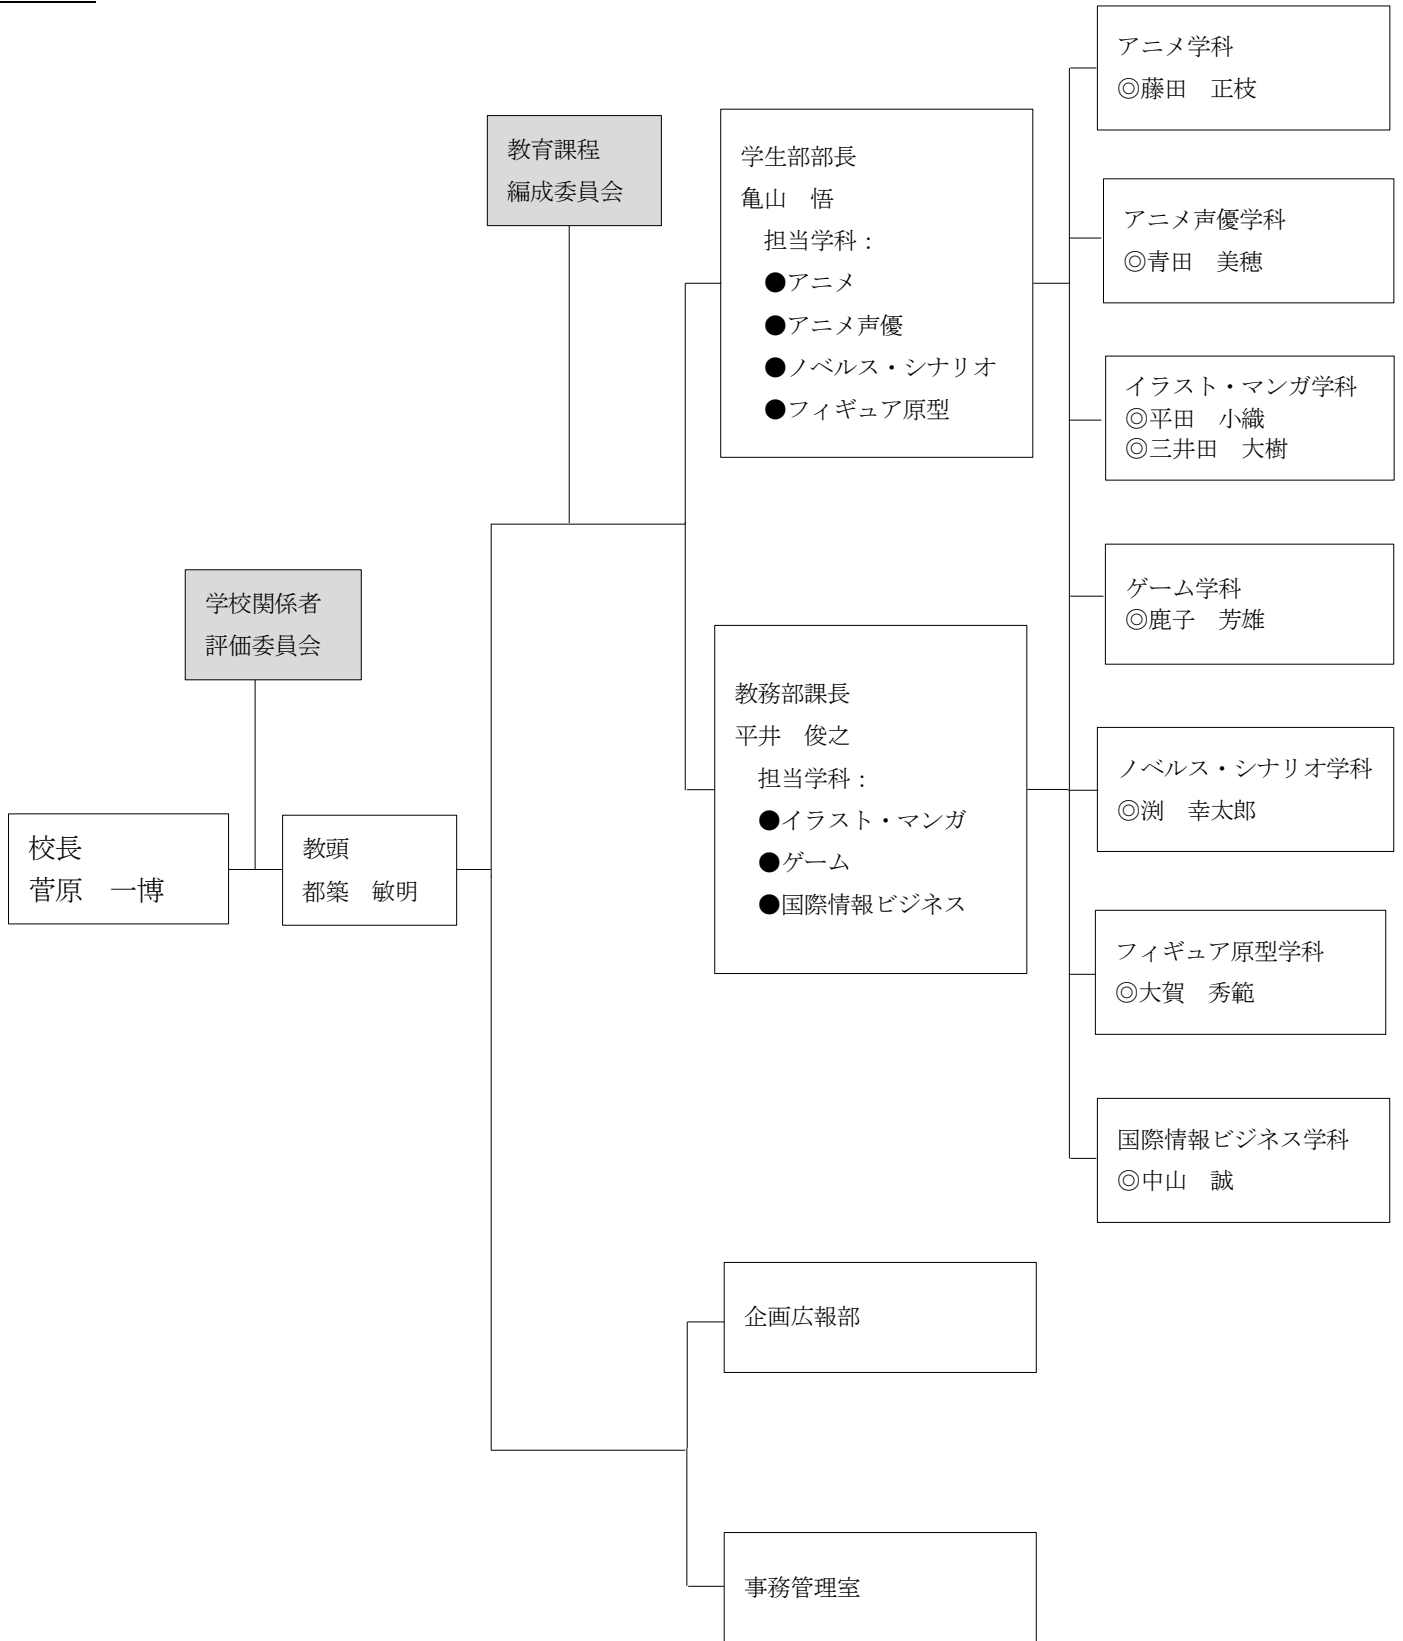 校長
菅原　一博
学校関係者
評価委員会
教頭
都築　敏明
教育課程
編成委員会
学生部部長
亀山　悟
担当学科：
●アニメ
●アニメ声優
●ノベルス・シナリオ
●フィギュア原型
教務部課長
平井　俊之
担当学科：
●イラスト・マンガ
●ゲーム
●国際情報ビジネス
企画広報部
事務管理室
アニメ学科
◎藤田　正枝
アニメ声優学科
◎青田　美穂
イラスト・マンガ学科
◎平田　小織
◎三井田　大樹
ゲーム学科
◎鹿子　芳雄
ノベルス・シナリオ学科
◎渕　幸太郎
フィギュア原型学科
◎大賀　秀範
国際情報ビジネス学科
◎中山　誠